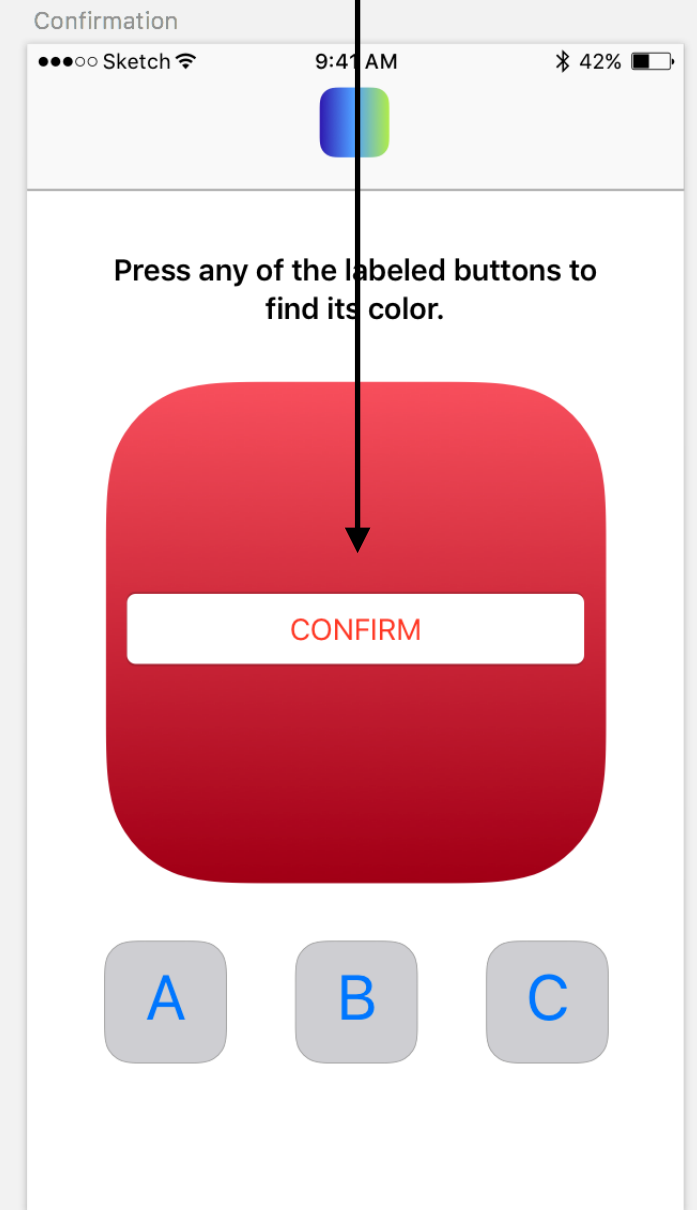 Confirmation
Sketch 9:41 AM 42%
Press any of the labeled buttons to
find its color.
CONFIRM
A B C